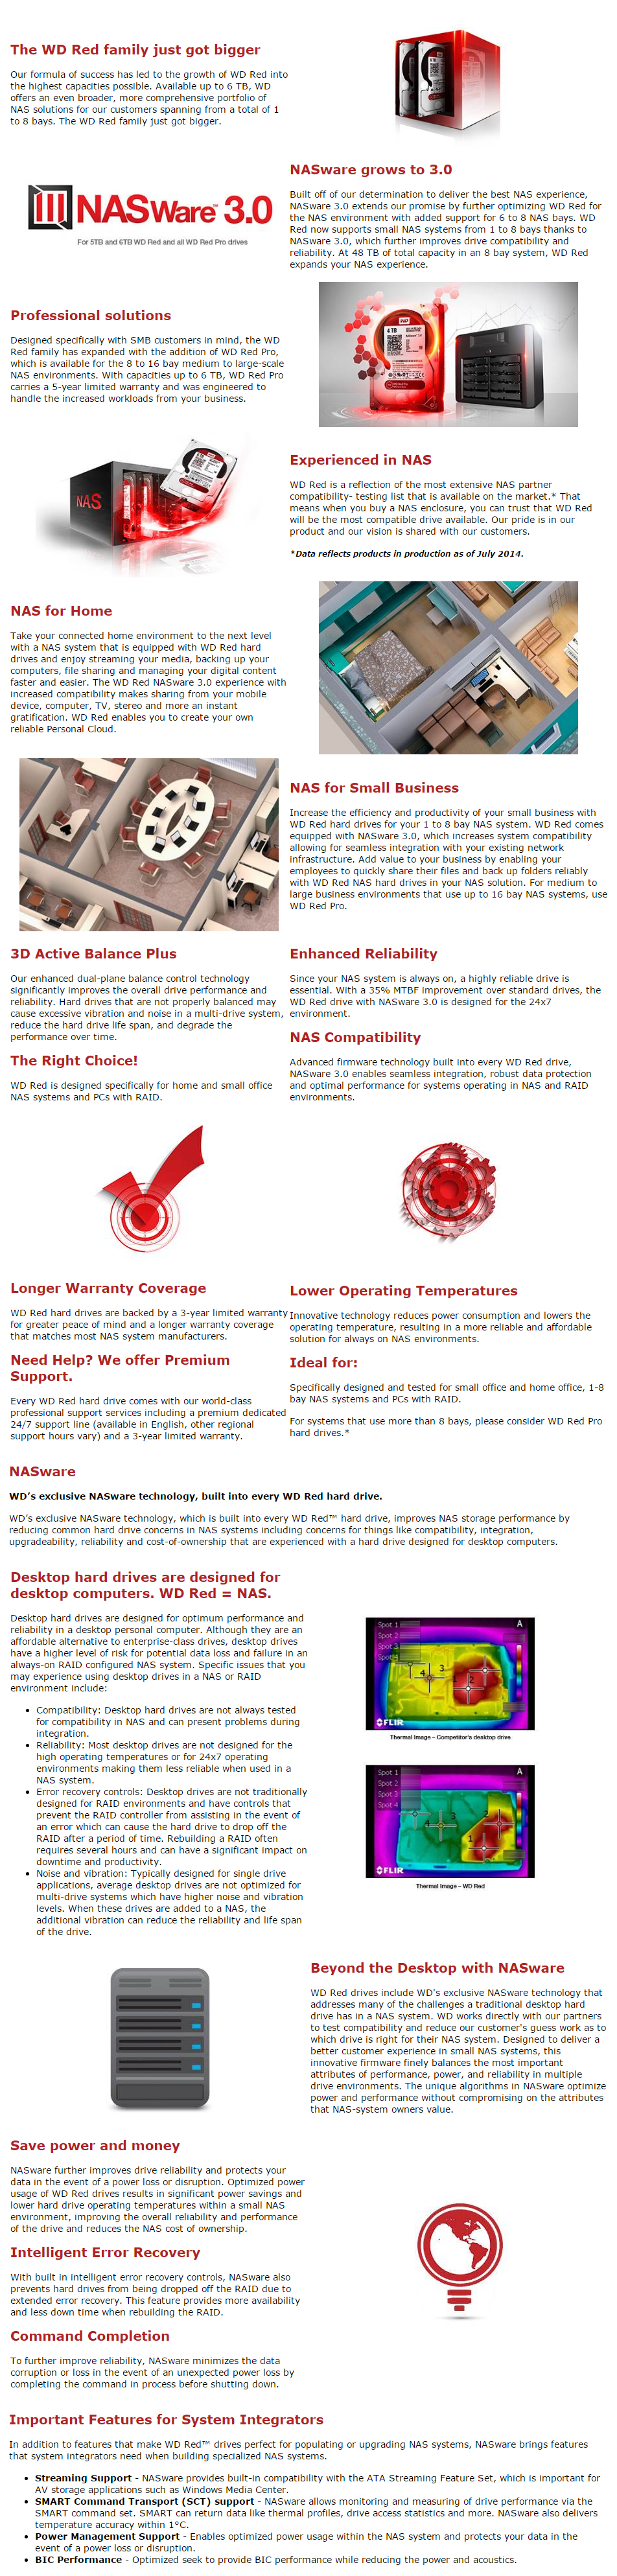 The WD Red family just got bigger
Our formula of success has led to the growth of WD Red into
the highest capacities possible. Available up to 6 TB, WD
offers an even broader, more comprehensive portfolio of
NAS solutions for our customers spanning from a total of 1
to 8 bays. The WD Red family just got bigger.
NASware 3.0
For 5TB and 6TB WD Red and all WD Red Pro drives
NASware grows to 3.0
Built off of our determination to deliver the best NAS experience,
NASware 3.0 extends our promise by further optimizing WD Red for
the NAS environment with added support for 6 to 8 NAS bays. WD
Red now supports small NAS systems from 1 to 8 bays thanks to
NASware 3.0, which further improves drive compatibility and
reliability. At 48 TB of total capacity in an 8 bay system, WD Red
expands your NAS experience.
Professional solutions
Designed specifically with SMB customers in mind, the WD
Red family has expanded with the addition of WD Red Pro,
which is available for the 8 to 16 bay medium to large-scale
NAS environments. With capacities up to 6 TB, WD Red Pro
carries a 5-year limited warranty and was engineered to
handle the increased workloads from your business.
WD
4 TB
NAS
Experienced in NAS
WD Red is a reflection of the most extensive NAS partner
compatibility- testing list that is available on the market.* That
means when you buy a NAS enclosure, you can trust that WD Red
will be the most compatible drive available. Our pride is in our
product and our vision is shared with our customers.
*Data reflects products in production as of July 2014.
NAS for Home
Take your connected home environment to the next level
with a NAS system that is equipped with WD Red hard
drives and enjoy streaming your media, backing up your
computers, file sharing and managing your digital content
faster and easier. The WD Red NASware 3.0 experience with
increased compatibility makes sharing from your mobile
device, computer, TV, stereo and more an instant
gratification. WD Red enables you to create your own
reliable Personal Cloud.
NAS for Small Business
Increase the efficiency and productivity of your small business with
WD Red hard drives for your 1 to 8 bay NAS system. WD Red comes
equipped with NASware 3.0, which increases system compatibility
allowing for seamless integration with your existing network
infrastructure. Add value to your business by enabling your
employees to quickly share their files and back up folders reliably
with WD Red NAS hard drives in your NAS solution. For medium to
large business environments that use up to 16 bay NAS systems, use
WD Red Pro.
3D Active Balance Plus
Our enhanced dual-plane balance control technology
significantly improves the overall drive performance and
reliability. Hard drives that are not properly balanced may
cause excessive vibration and noise in a multi-drive system,
reduce the hard drive life span, and degrade the
performance over time.
The Right Choice!
WD Red is designed specifically for home and small office
NAS systems and PCs with RAID.
Enhanced Reliability
Since your NAS system is always on, a highly reliable drive is
essential. With a 35% MTBF improvement over standard drives, the
WD Red drive with NASware 3.0 is designed for the 24x7
environment.
NAS Compatibility
Advanced firmware technology built into every WD Red drive,
NASware 3.0 enables seamless integration, robust data protection
and optimal performance for systems operating in NAS and RAID
environments.
Longer Warranty Coverage
WD Red hard drives are backed by a 3-year limited warranty
for greater peace of mind and a longer warranty coverage
that matches most NAS system manufacturers.
Need Help? We offer Premium
Support.
Every WD Red hard drive comes with our world-class
professional support services including a premium dedicated
24/7 support line (available in English, other regional
support hours vary) and a 3-year limited warranty.
Lower Operating Temperatures
Innovative technology reduces power consumption and lowers the
operating temperature, resulting in a more reliable and affordable
solution for always on NAS environments.
Ideal for:
Specifically designed and tested for small office and home office, 1-8
bay NAS systems and PCs with RAID.
For systems that use more than 8 bays, please consider WD Red Pro
hard drives.*
NASware
WD's exclusive NASware technology, built into every WD Red hard drive.
WD's exclusive NASware technology, which is built into every WD Red™ hard drive, improves NAS storage performance by
reducing common hard drive concerns in NAS systems including concerns for things like compatibility, integration,
upgradeability, reliability and cost-of-ownership that are experienced with a hard drive designed for desktop computers.
Desktop hard drives are designed for
desktop computers. WD Red = NAS.
Desktop hard drives are designed for optimum performance and
reliability in a desktop personal computer. Although they are an
affordable alternative to enterprise-class drives, desktop drives
have a higher level of risk for potential data loss and failure in an
always-on RAID configured NAS system. Specific issues that you
may experience using desktop drives in a NAS or RAID
environment include:
• Compatibility: Desktop hard drives are not always tested
for compatibility in NAS and can present problems during
integration.
• Reliability: Most desktop drives are not designed for the
high operating temperatures or for 24x7 operating
environments making them less reliable when used in a
NAS system.
• Error recovery controls: Desktop drives are not traditionally
designed for RAID environments and have controls that
prevent the RAID controller from assisting in the event of
an error which can cause the hard drive to drop off the
RAID after a period of time. Rebuilding a RAID often
requires several hours and can have a significant impact on
downtime and productivity.
• Noise and vibration: Typically designed for single drive
applications, average desktop drives are not optimized for
multi-drive systems which have higher noise and vibration
levels. When these drives are added to a NAS, the
additional vibration can reduce the reliability and life span
of the drive.
Spot 1
Spot 2
Spot 3
Spot 4
A
4
3
2
FLIR
Thermal Image – Competitor's desktop drive
Spot 1
Spot 2
Spot 3
Spot 4
A
4
3
2
1
FLIR
Thermal Image – WD Red
Beyond the Desktop with NASware
WD Red drives include WD's exclusive NASware technology that
addresses many of the challenges a traditional desktop hard
drive has in a NAS system. WD works directly with our partners
to test compatibility and reduce our customer's guess work as to
which drive is right for their NAS system. Designed to deliver a
better customer experience in small NAS systems, this
innovative firmware finely balances the most important
attributes of performance, power, and reliability in multiple
drive environments. The unique algorithms in NASware optimize
power and performance without compromising on the attributes
that NAS-system owners value.
Save power and money
NASware further improves drive reliability and protects your
data in the event of a power loss or disruption. Optimized power
usage of WD Red drives results in significant power savings and
lower hard drive operating temperatures within a small NAS
environment, improving the overall reliability and performance
of the drive and reduces the NAS cost of ownership.
Intelligent Error Recovery
With built in intelligent error recovery controls, NASware also
prevents hard drives from being dropped off the RAID due to
extended error recovery. This feature provides more availability
and less down time when rebuilding the RAID.
Command Completion
To further improve reliability, NASware minimizes the data
corruption or loss in the event of an unexpected power loss by
completing the command in process before shutting down.
Important Features for System Integrators
In addition to features that make WD Red™ drives perfect for populating or upgrading NAS systems, NASware brings features
that system integrators need when building specialized NAS systems.
• Streaming Support - NASware provides built-in compatibility with the ATA Streaming Feature Set, which is important for
AV storage applications such as Windows Media Center.
• SMART Command Transport (SCT) support - NASware allows monitoring and measuring of drive performance via the
SMART command set. SMART can return data like thermal profiles, drive access statistics and more. NASware also delivers
temperature accuracy within 1°C.
• Power Management Support - Enables optimized power usage within the NAS system and protects your data in the
event of a power loss or disruption.
• BIC Performance - Optimized seek to provide BIC performance while reducing the power and acoustics.